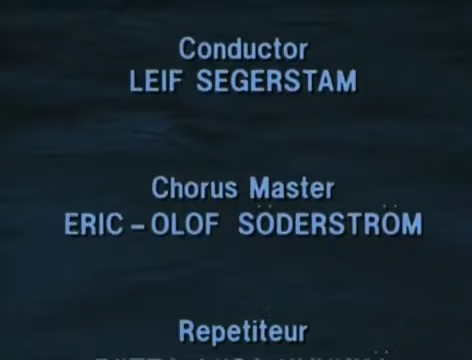 Conductor
LEIF SEGERSTAM
Chorus Master
ERIC – OLOF SÖDERSTRÖM
Repetiteur